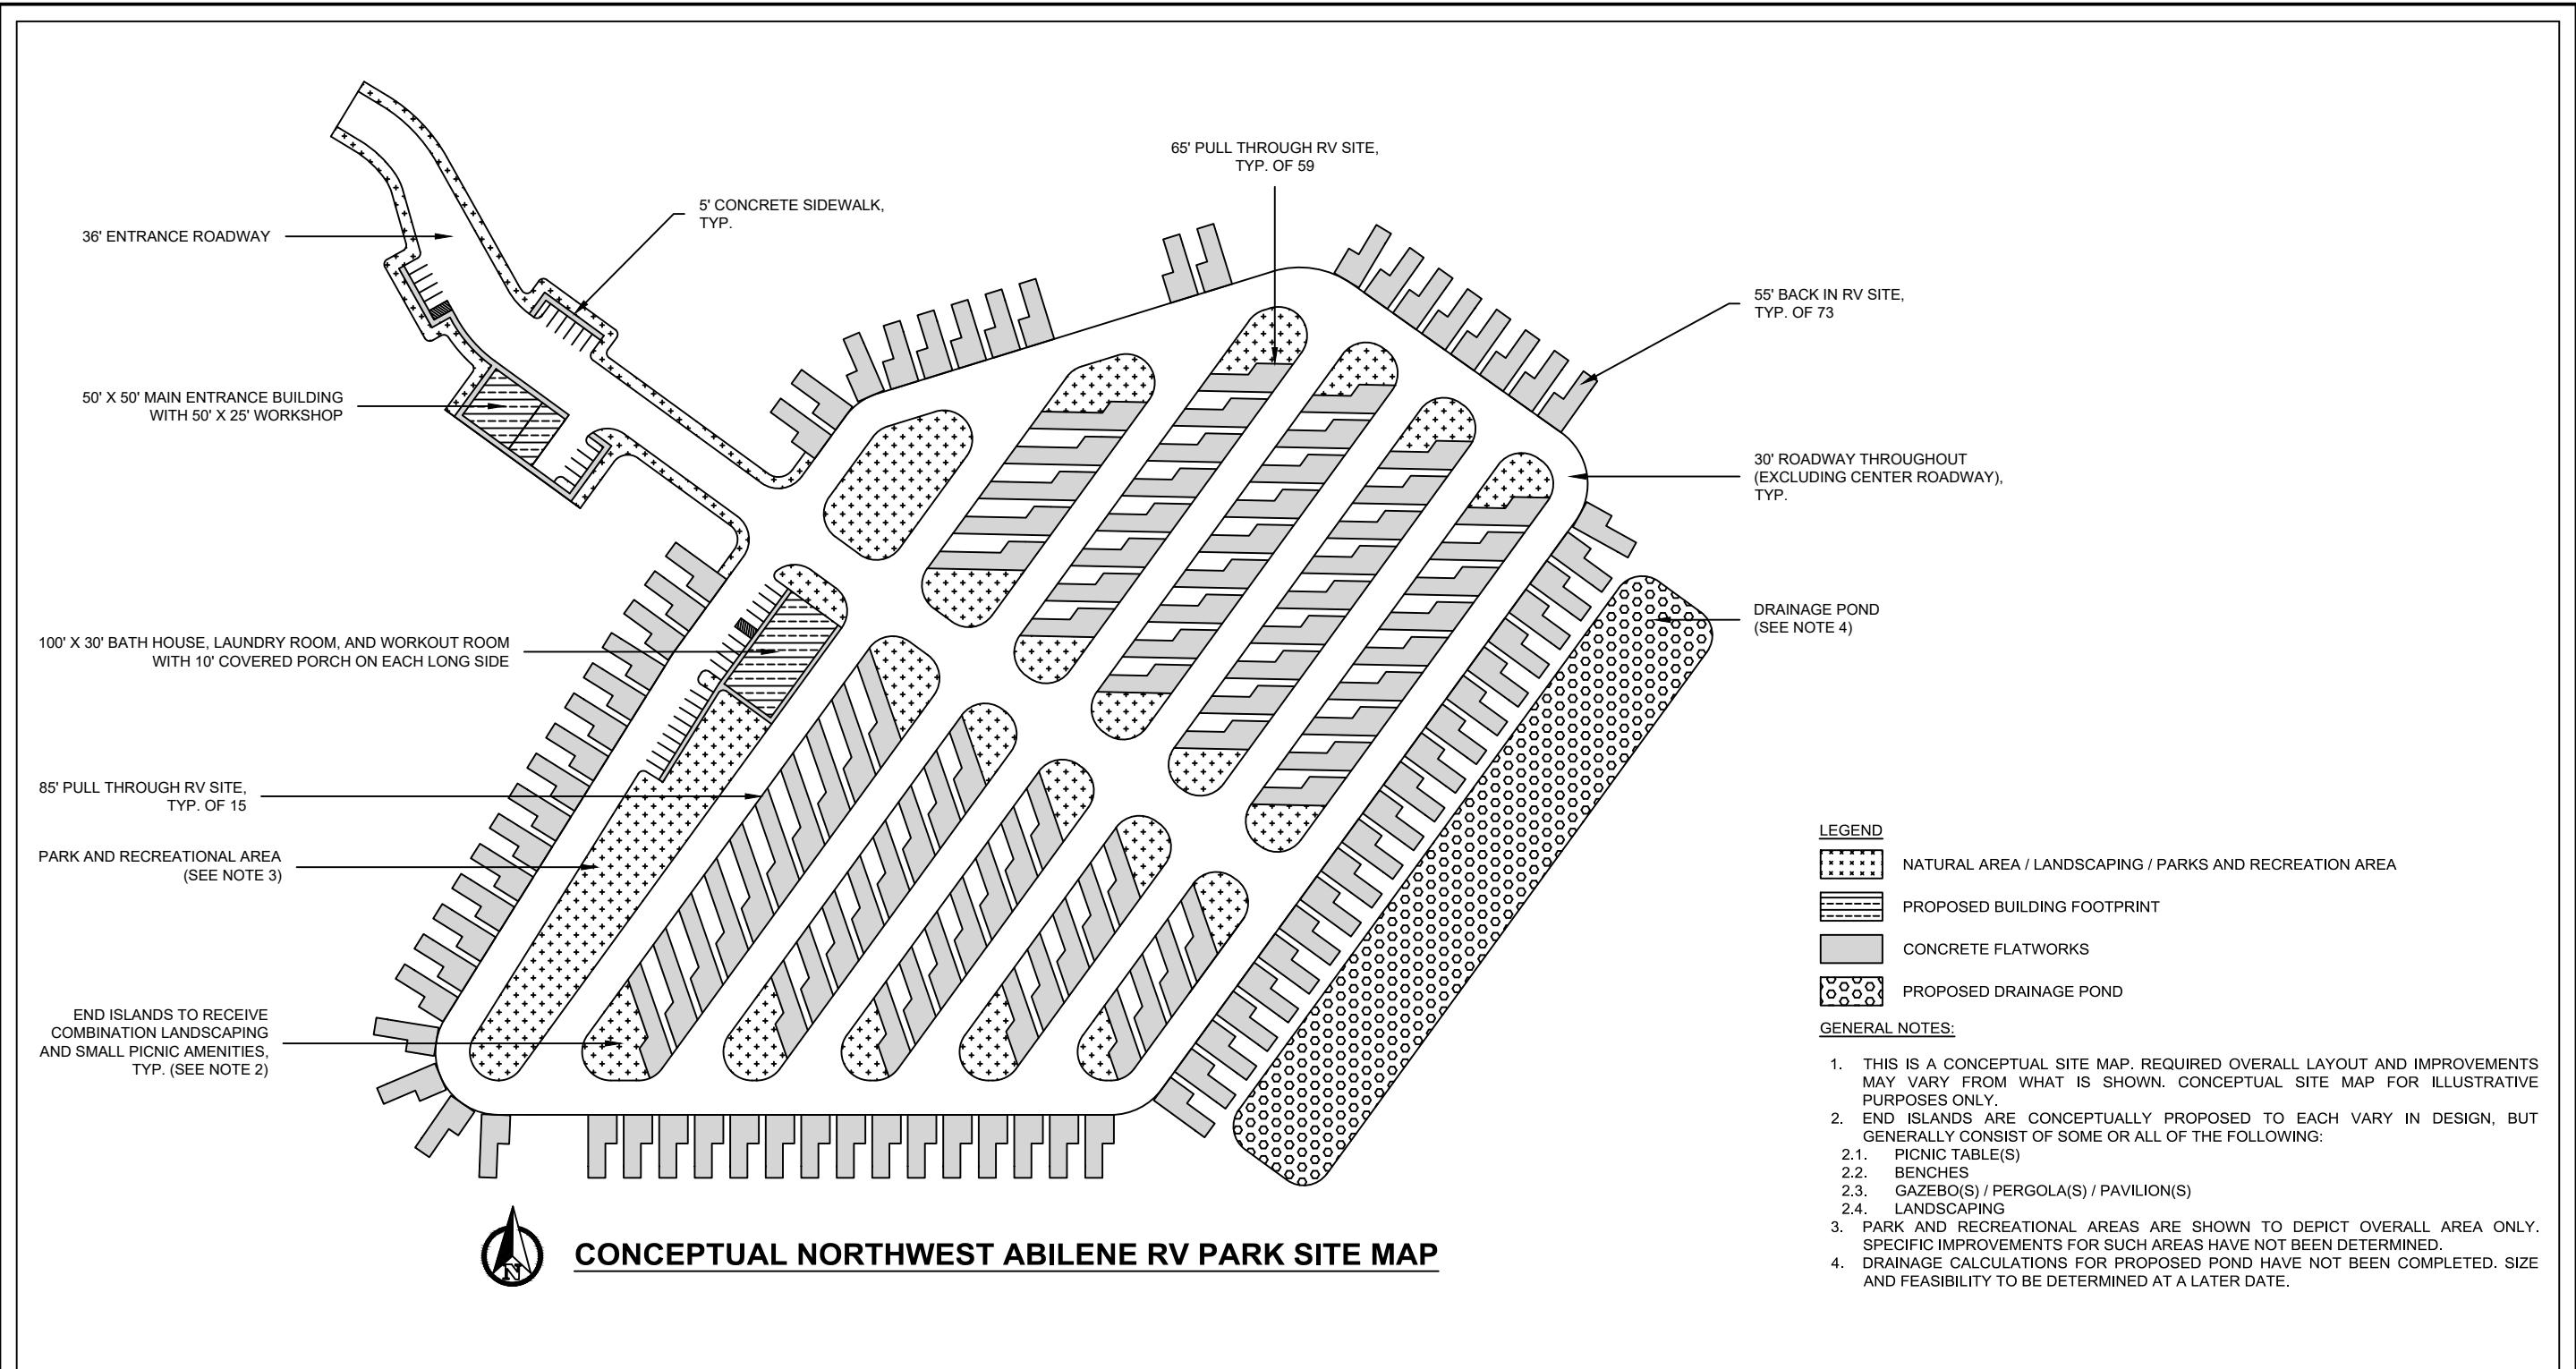 65' PULL THROUGH RV SITE,
TYP. OF 59
5' CONCRETE SIDEWALK,
TYP.
36' ENTRANCE ROADWAY
55' BACK IN RV SITE,
TYP. OF 73
50' X 50' MAIN ENTRANCE BUILDING
WITH 50' X 25' WORKSHOP
30' ROADWAY THROUGHOUT
(EXCLUDING CENTER ROADWAY),
TYP.
DRAINAGE POND
(SEE NOTE 4)
100' X 30' BATH HOUSE, LAUNDRY ROOM, AND WORKOUT ROOM
WITH 10' COVERED PORCH ON EACH LONG SIDE
85' PULL THROUGH RV SITE,
TYP. OF 15
PARK AND RECREATIONAL AREA
(SEE NOTE 3)
END ISLANDS TO RECEIVE
COMBINATION LANDSCAPING
AND SMALL PICNIC AMENITIES,
TYP. (SEE NOTE 2)
LEGEND
NATURAL AREA / LANDSCAPING / PARKS AND RECREATION AREA
PROPOSED BUILDING FOOTPRINT
CONCRETE FLATWORKS
PROPOSED DRAINAGE POND
GENERAL NOTES:
1. THIS IS A CONCEPTUAL SITE MAP. REQUIRED OVERALL LAYOUT AND IMPROVEMENTS
MAY VARY FROM WHAT IS SHOWN. CONCEPTUAL SITE MAP FOR ILLUSTRATIVE
PURPOSES ONLY.
2. END ISLANDS ARE CONCEPTUALLY PROPOSED TO EACH VARY IN DESIGN, BUT
GENERALLY CONSIST OF SOME OR ALL OF THE FOLLOWING:
2.1. PICNIC TABLE(S)
2.2. BENCHES
2.3. GAZEBO(S) / PERGOLA(S) / PAVILION(S)
2.4. LANDSCAPING
3. PARK AND RECREATIONAL AREAS ARE SHOWN TO DEPICT OVERALL AREA ONLY.
SPECIFIC IMPROVEMENTS FOR SUCH AREAS HAVE NOT BEEN DETERMINED.
4. DRAINAGE CALCULATIONS FOR PROPOSED POND HAVE NOT BEEN COMPLETED. SIZE
AND FEASIBILITY TO BE DETERMINED AT A LATER DATE.
N
CONCEPTUAL NORTHWEST ABILENE RV PARK SITE MAP